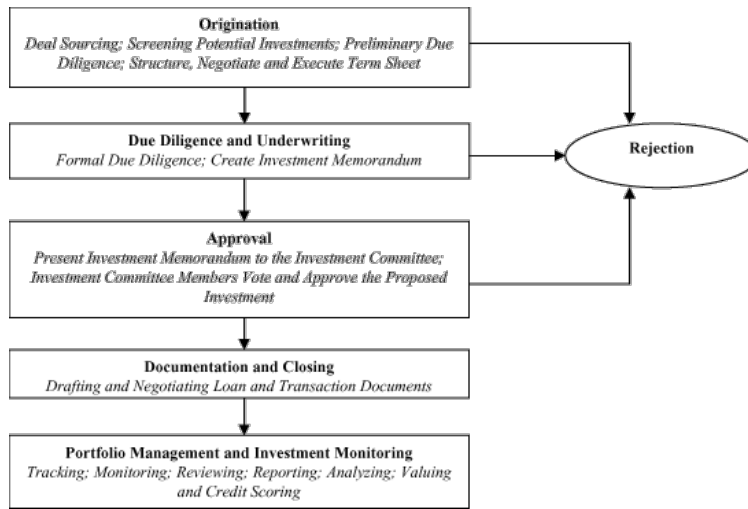 Origination
Deal Sourcing; Screening Potential Investments; Preliminary Due
Diligence; Structure, Negotiate and Execute Term Sheet
Due Diligence and Underwriting
Formal Due Diligence; Create Investment Memorandum
Rejection
Approval
Present Investment Memorandum to the Investment Committee;
Investment Committee Members Vote and Approve the Proposed
Investment
Documentation and Closing
Drafting and Negotiating Loan and Transaction Documents
Portfolio Management and Investment Monitoring
Tracking; Monitoring; Reviewing; Reporting; Analyzing; Valuing
and Credit Scoring